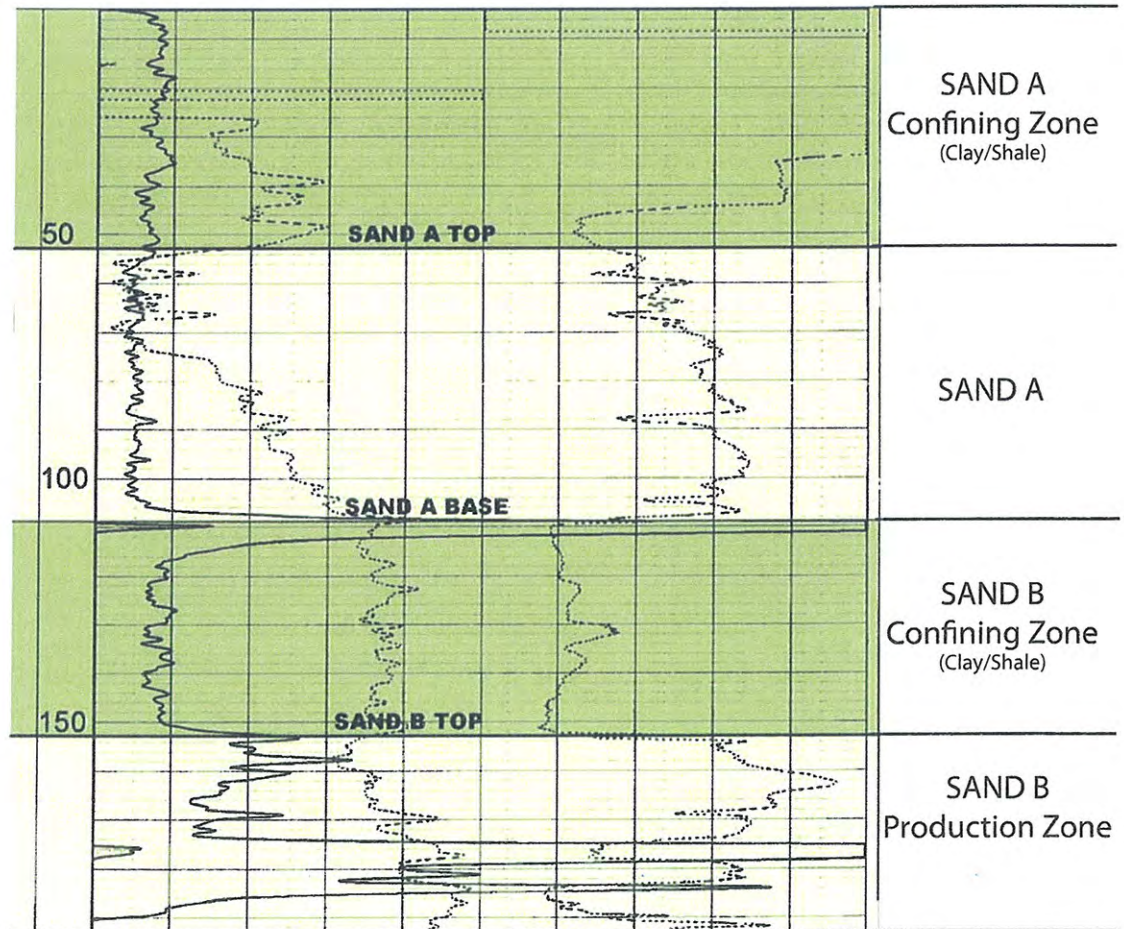 SAND A
Confining Zone
(Clay/Shale)
50
SAND A TOP
SAND A
100
SAND A BASE
SAND B
Confining Zone
(Clay/Shale)
150
SAND B TOP
SAND B
Production Zone